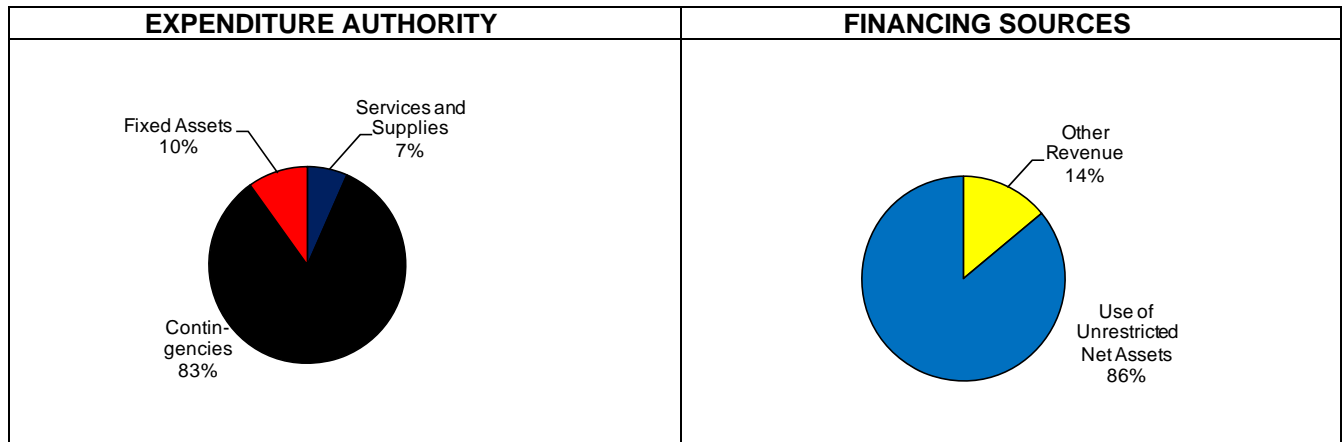 EXPENDITURE AUTHORITY
Fixed Assets
10%
Services and
Supplies
7%
Contin-
gencies
83%
FINANCING SOURCES
Other
Revenue
14%
Use of
Unrestricted
Net Assets
86%